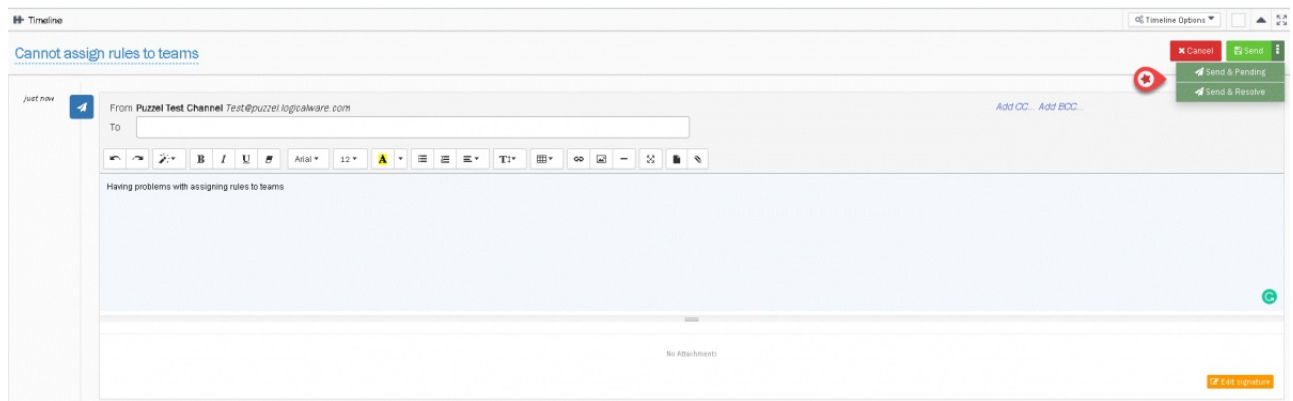 Timeline
Timeline Options
Cannot assign rules to teams
Cancel
Send
Send & Pending
Send & Resolve
just now
From Puzzel Test Channel Test@puzzel.logicalware.com
Add CC... Add BCC...
To
B I U Arial 12 A T
Having problems with assigning rules to teams
No Attachments
Edit signature